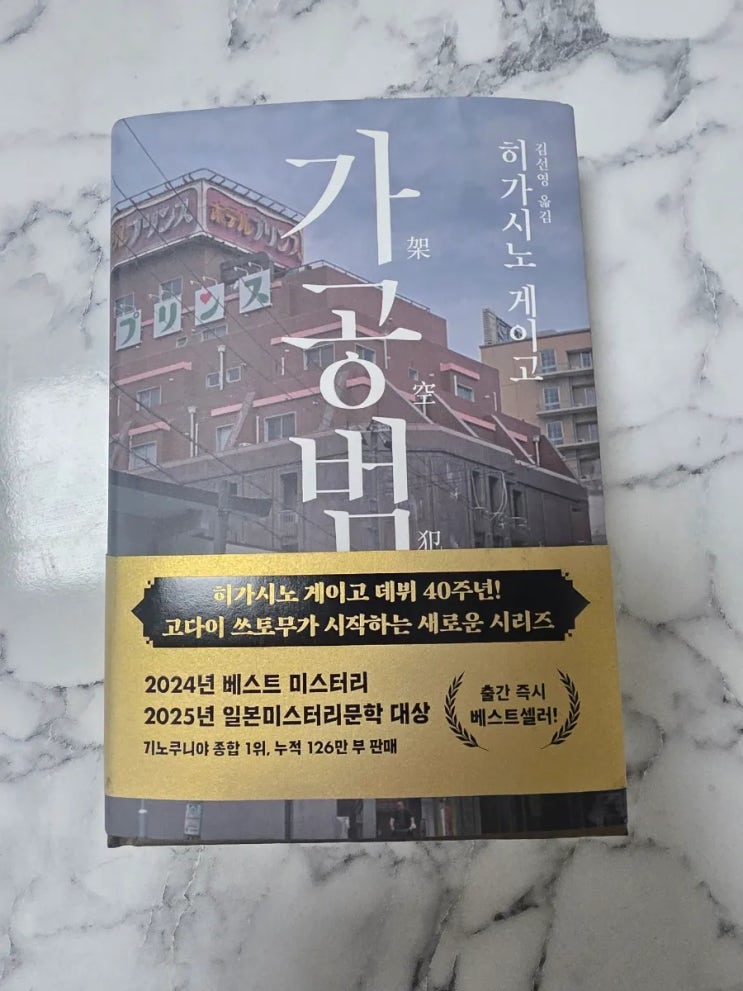 가공범
架空犯
히가시노 게이고
김선영 옮김
ホテルプリンス
プリンス
プリンス
히가시노 게이고 데뷔 40주년!
고다이 쓰토무가 시작하는 새로운 시리즈
2024년 베스트 미스터리
2025년 일본미스터리문학 대상
기노쿠니야 종합 1위, 누적 126만 부 판매
출간 즉시
베스트셀러!